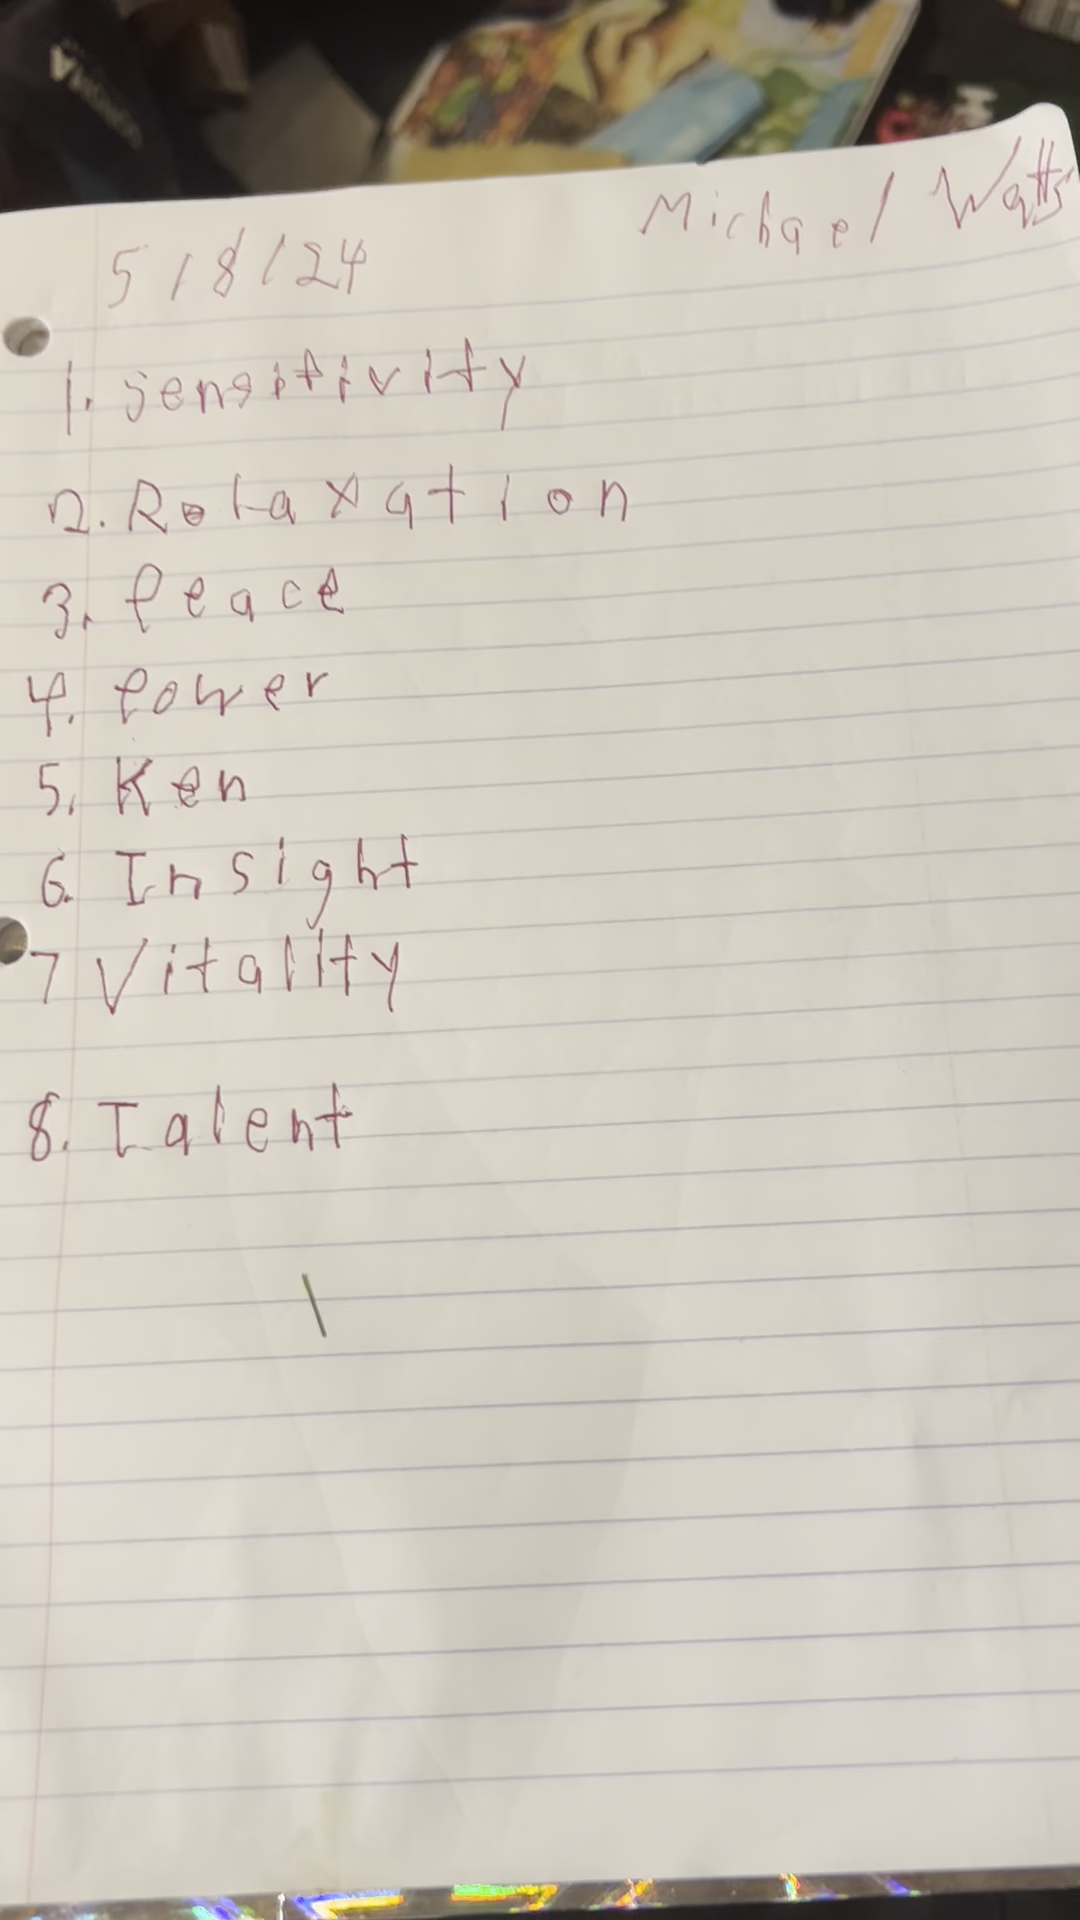 Michael Watts
5/8/24
1. Sensitivity
2. Relaxation
3. Peace
4. Power
5. Ken
6. Insight
7 Vitality
8. Talent